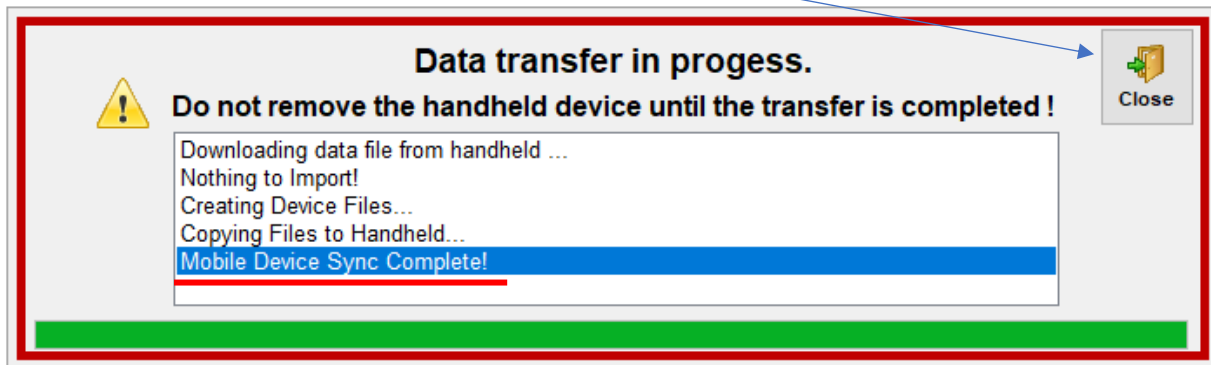 Data transfer in progess.
Do not remove the handheld device until the transfer is completed !
Close
Downloading data file from handheld ...
Nothing to Import!
Creating Device Files...
Copying Files to Handheld...
Mobile Device Sync Complete!